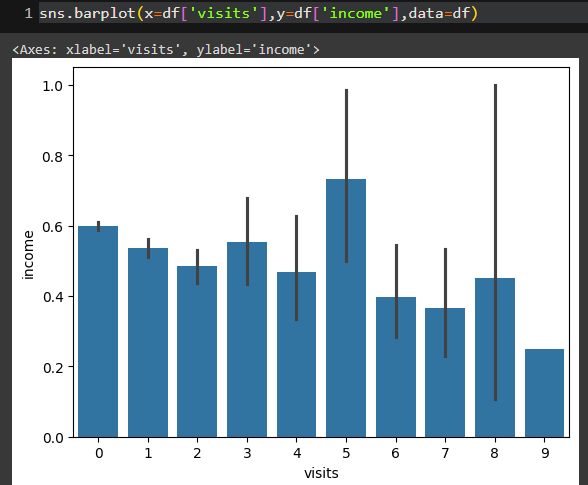 1 sns.barplot(x=df['visits'],y=df['income'],data=df)
<Axes: xlabel='visits', ylabel='income'>
1.0
0.8
0.6
0.4
0.2
0.0
income
0 1 2 3 4 5 6 7 8 9
visits